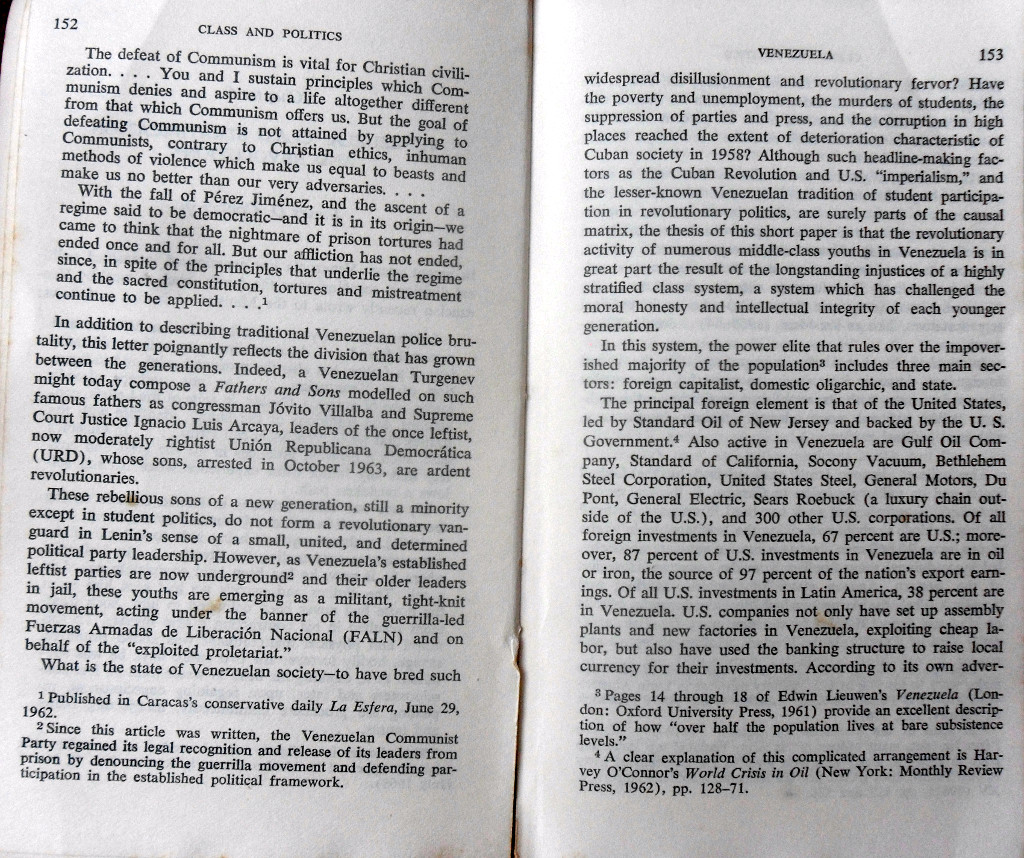 152
CLASS AND POLITICS
The defeat of Communism is vital for Christian civili-
zation. . . . You and I sustain principles which Com-
munism denies and aspire to a life altogether different
from that which Communism offers us. But the goal of
defeating Communism is not attained by applying to
Communists, contrary to Christian ethics, inhuman
methods of violence which make us equal to beasts and
make us no better than our very adversaries. . . .
With the fall of Pérez Jiménez, and the ascent of a
regime said to be democratic—and it is in its origin—we
came to think that the nightmare of prison tortures had
ended once and for all. But our affliction has not ended,
since, in spite of the principles that underlie the regime
and the sacred constitution, tortures and mistreatment
continue to be applied. . . .¹
In addition to describing traditional Venezuelan police bru-
tality, this letter poignantly reflects the division that has grown
between the generations. Indeed, a Venezuelan Turgenev
might today compose a Fathers and Sons modelled on such
famous fathers as congressman Jóvito Villalba and Supreme
Court Justice Ignacio Luis Arcaya, leaders of the once leftist,
now moderately rightist Unión Republicana Democrática
(URD), whose sons, arrested in October 1963, are ardent
revolutionaries.
These rebellious sons of a new generation, still a minority
except in student politics, do not form a revolutionary van-
guard in Lenin's sense of a small, united, and determined
political party leadership. However, as Venezuela's established
leftist parties are now underground² and their older leaders
in jail, these youths are emerging as a militant, tight-knit
movement, acting under the banner of the guerrilla-led
Fuerzas Armadas de Liberación Nacional (FALN) and on
behalf of the "exploited proletariat."
What is the state of Venezuelan society—to have bred such
¹ Published in Caracas's conservative daily La Esfera, June 29,
1962.
² Since this article was written, the Venezuelan Communist
Party regained its legal recognition and release of its leaders from
prison by denouncing the guerrilla movement and defending par-
ticipation in the established political framework.
VENEZUELA
153
widespread disillusionment and revolutionary fervor? Have
the poverty and unemployment, the murders of students, the
suppression of parties and press, and the corruption in high
places reached the extent of deterioration characteristic of
Cuban society in 1958? Although such headline-making fac-
tors as the Cuban Revolution and U.S. "imperialism," and
the lesser-known Venezuelan tradition of student participa-
tion in revolutionary politics, are surely parts of the causal
matrix, the thesis of this short paper is that the revolutionary
activity of numerous middle-class youths in Venezuela is in
great part the result of the longstanding injustices of a highly
stratified class system, a system which has challenged the
moral honesty and intellectual integrity of each younger
generation.
In this system, the power elite that rules over the impover-
ished majority of the population³ includes three main sec-
tors: foreign capitalist, domestic oligarchic, and state.
The principal foreign element is that of the United States,
led by Standard Oil of New Jersey and backed by the U. S.
Government.⁴ Also active in Venezuela are Gulf Oil Com-
pany, Standard of California, Socony Vacuum, Bethlehem
Steel Corporation, United States Steel, General Motors, Du
Pont, General Electric, Sears Roebuck (a luxury chain out-
side of the U.S.), and 300 other U.S. corporations. Of all
foreign investments in Venezuela, 67 percent are U.S.; more-
over, 87 percent of U.S. investments in Venezuela are in oil
or iron, the source of 97 percent of the nation's export earn-
ings. Of all U.S. investments in Latin America, 38 percent are
in Venezuela. U.S. companies not only have set up assembly
plants and new factories in Venezuela, exploiting cheap la-
bor, but also have used the banking structure to raise local
currency for their investments. According to its own adver-
³ Pages 14 through 18 of Edwin Lieuwen's Venezuela (Lon-
don: Oxford University Press, 1961) provide an excellent descrip-
tion of how "over half the population lives at bare subsistence
levels."
⁴ A clear explanation of this complicated arrangement is Har-
vey O'Connor's World Crisis in Oil (New York: Monthly Review
Press, 1962), pp. 128–71.